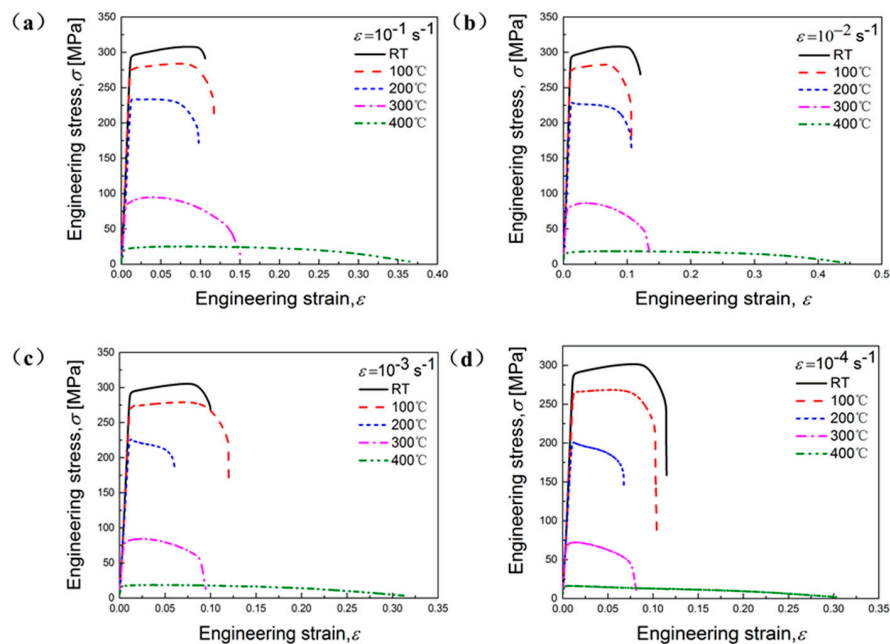 (a)
ε=10⁻¹ s⁻¹
RT
100℃
200℃
300℃
400℃
Engineering stress,σ [MPa]
350
300
250
200
150
100
50
0
0.00 0.05 0.10 0.15 0.20 0.25 0.30 0.35 0.40
Engineering strain,ε
(b)
ε=10⁻² s⁻¹
RT
100℃
200℃
300℃
400℃
Engineering stress, σ [MPa]
350
300
250
200
150
100
50
0
0.0 0.1 0.2 0.3 0.4 0.5
Engineering strain, ε
(c)
ε=10⁻³ s⁻¹
RT
100℃
200℃
300℃
400℃
Engineering stress,σ [MPa]
350
300
250
200
150
100
50
0
0.00 0.05 0.10 0.15 0.20 0.25 0.30 0.35
Engineering strain,ε
(d)
ε=10⁻⁴ s⁻¹
RT
100℃
200℃
300℃
400℃
Engineering stress,σ [MPa]
300
250
200
150
100
50
0
0.00 0.05 0.10 0.15 0.20 0.25 0.30 0.35
Engineering strain,ε